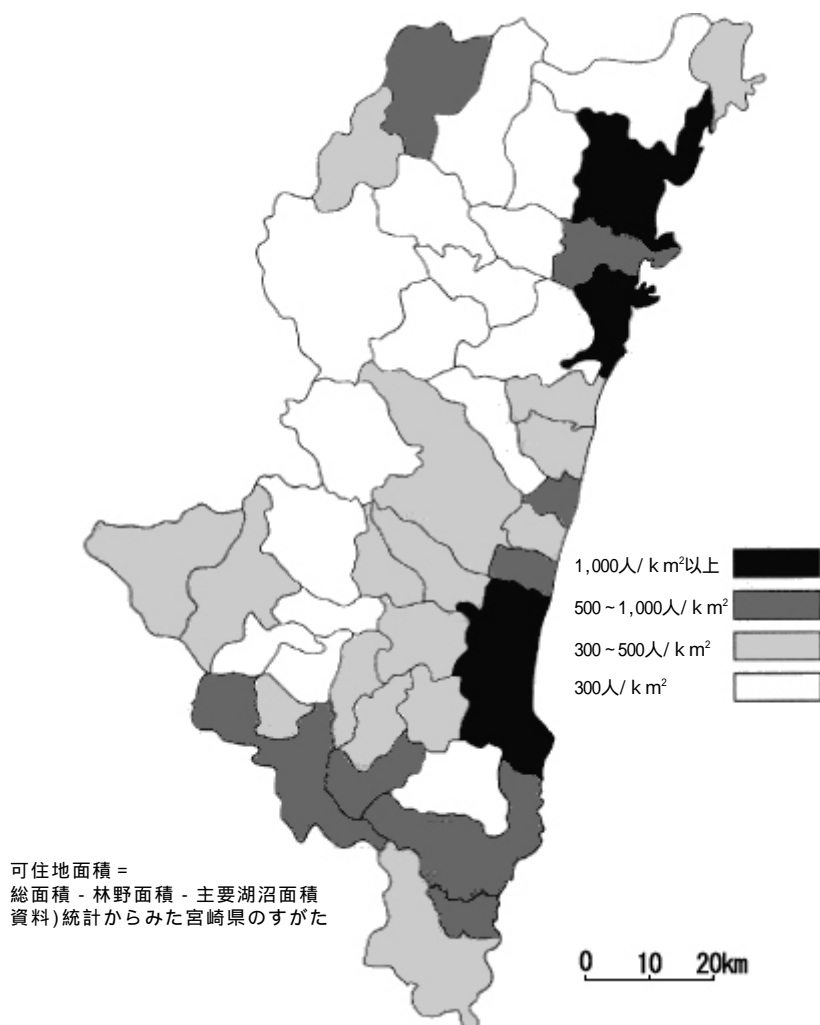 1,000人/ｋｍ²以上
500~1,000人/ｋｍ²
300~500人/ｋｍ²
300人/ｋｍ²
可住地面積 =
総面積 - 林野面積 - 主要湖沼面積
資料)統計からみた宮崎県のすがた
0 10 20km